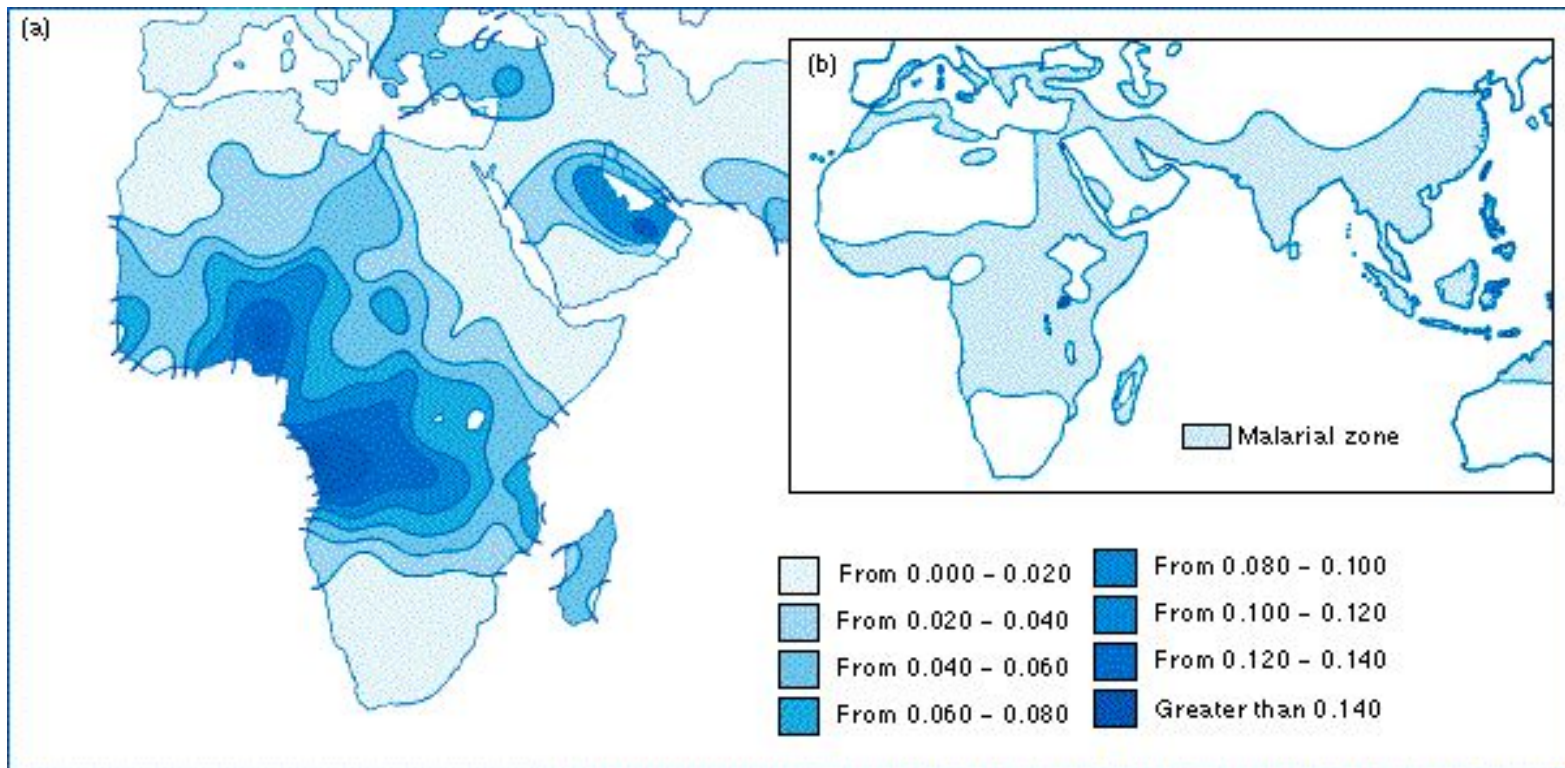 (a)
(b)
Malarial zone
From 0.000 – 0.020
From 0.020 – 0.040
From 0.040 – 0.060
From 0.060 – 0.080
From 0.080 – 0.100
From 0.100 – 0.120
From 0.120 – 0.140
Greater than 0.140